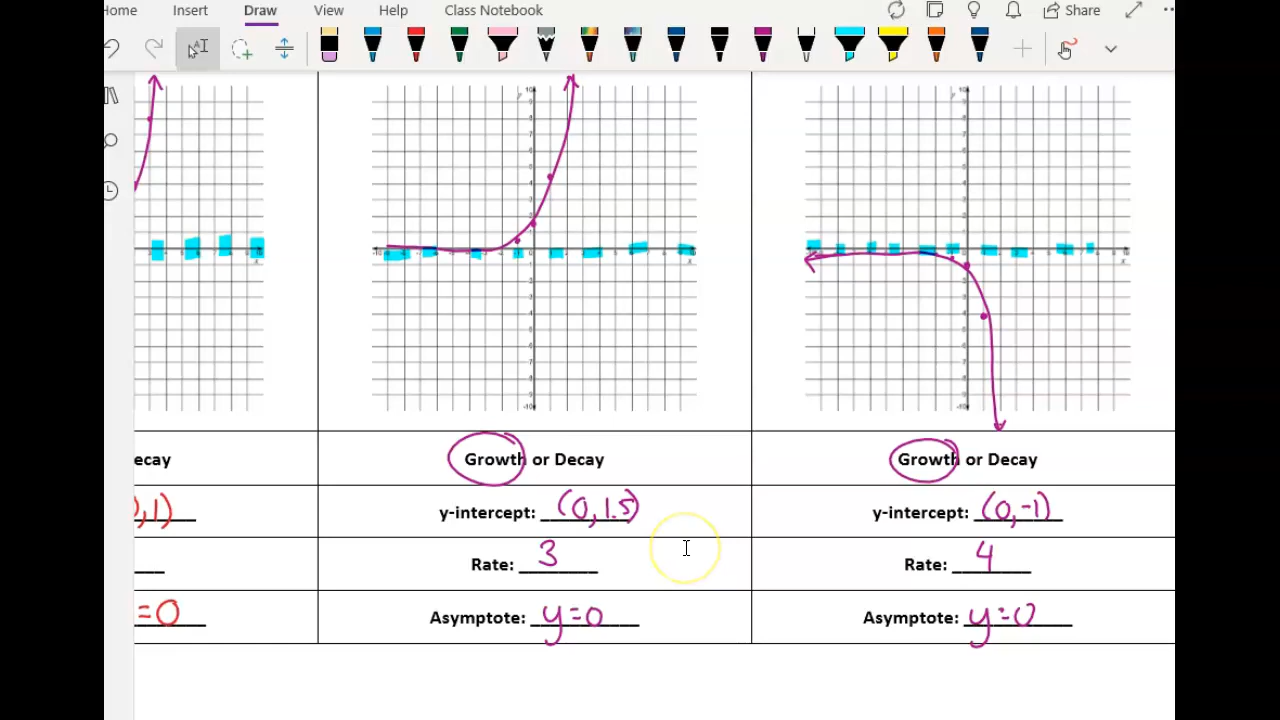 Home Insert Draw View Help Class Notebook Share
ecay Growth or Decay Growth or Decay
,1) y-intercept: (0,1.5) y-intercept: (0,-1)
Rate: 3 Rate: 4
=0 Asymptote: y=0 Asymptote: y=0